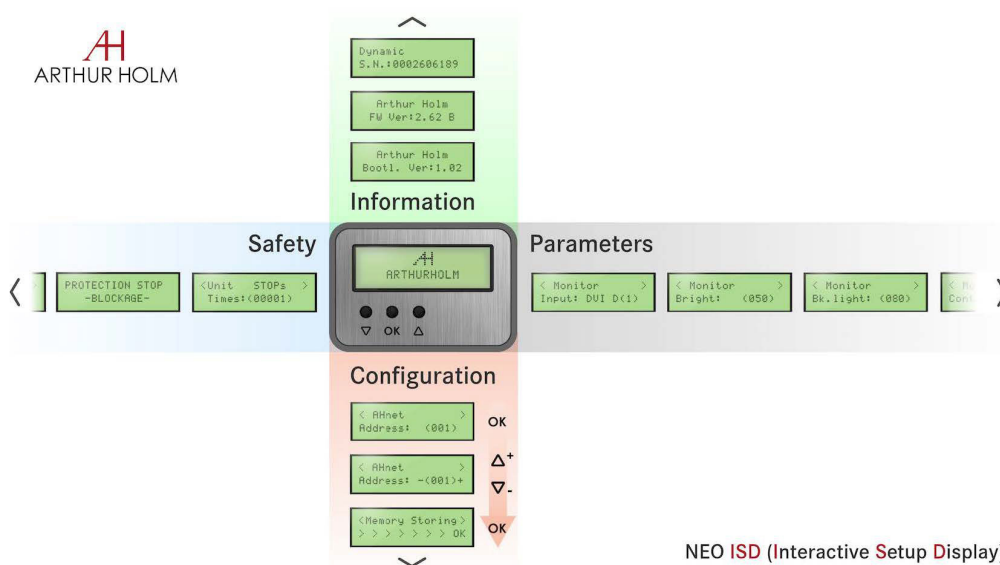 ARTHUR HOLM
Dynamic
S.N.:0002606189
Arthur Holm
FW Ver:2.62 B
Arthur Holm
Bootl. Ver:1.02
Information
Safety
Parameters
PROTECTION STOP
-BLOCKAGE-
<Unit STOPs >
Times:(00001)
ARTHURHOLM
OK
< Monitor >
Input: DVI D(1)
< Monitor >
Bright: (050)
< Monitor >
Bk.light: (080)
Configuration
< AHnet >
Address: (001)
OK
< AHnet >
Address: -(001)+
+
-
<Memory Storing>
> > > > > > > OK
OK
NEO ISD (Interactive Setup Display)